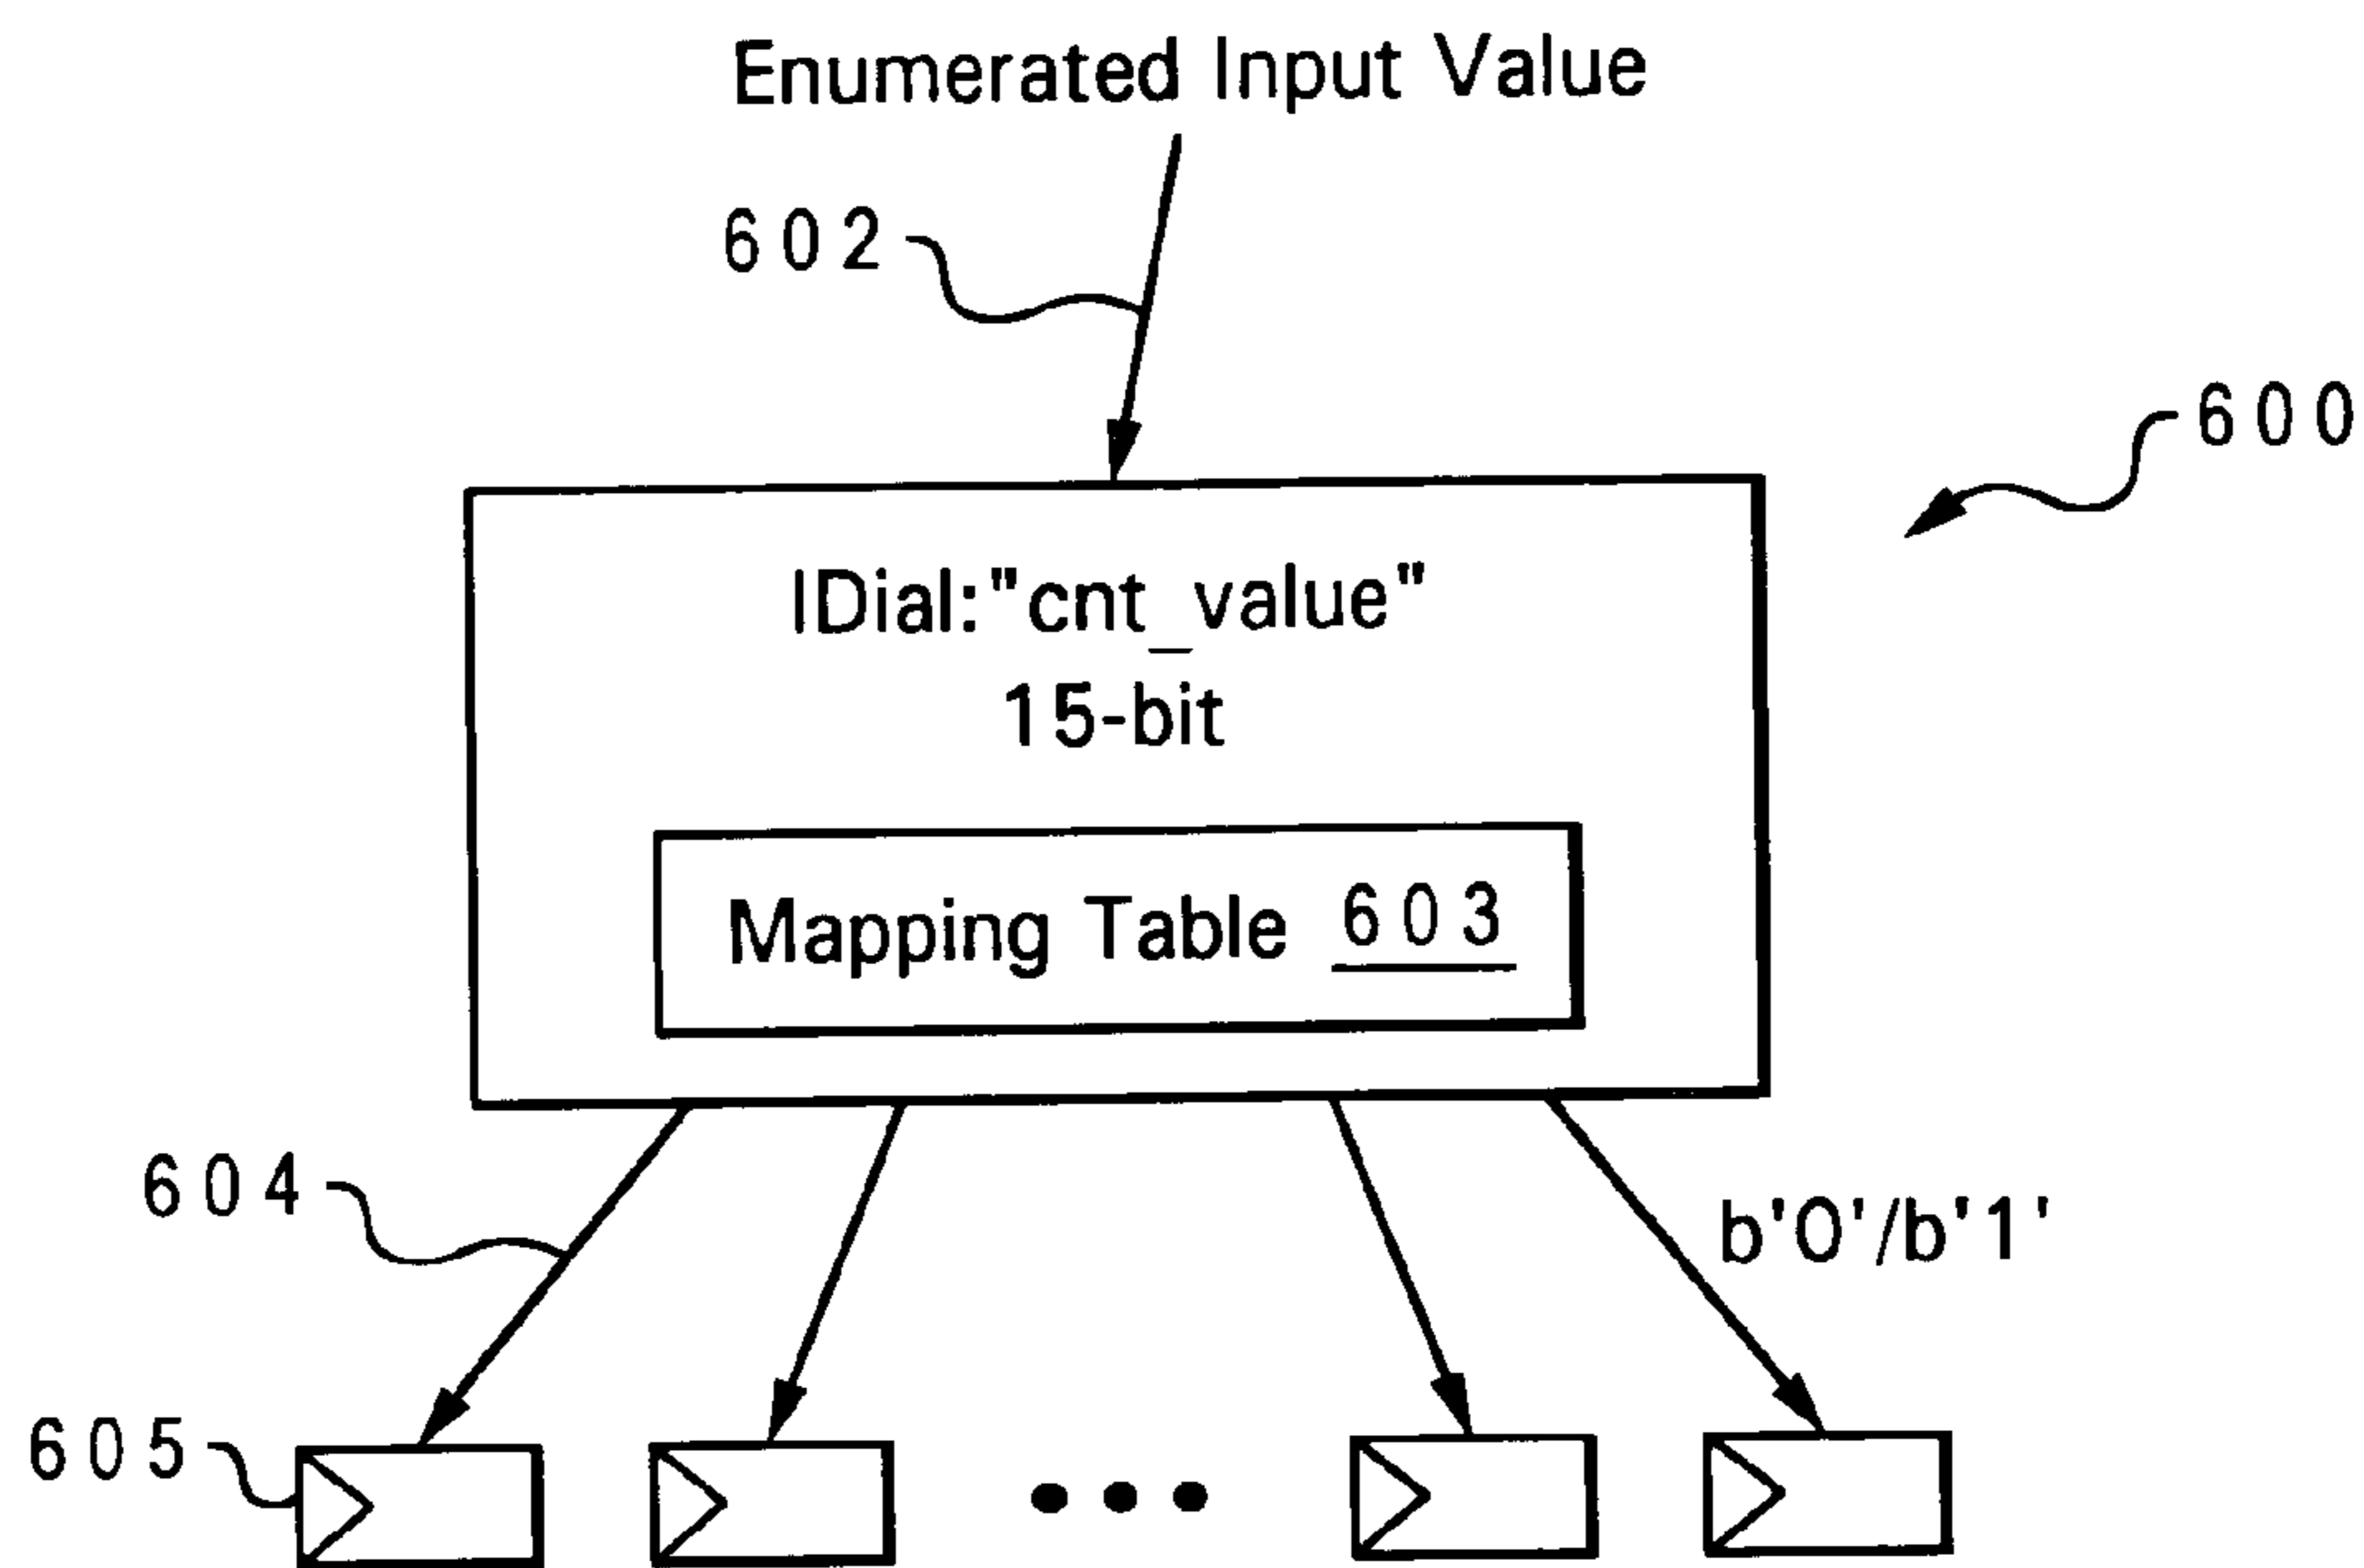 Enumerated Input Value
602
600
IDial:"cnt_value"
15-bit
Mapping Table 603
604
b'0'/b'1'
605